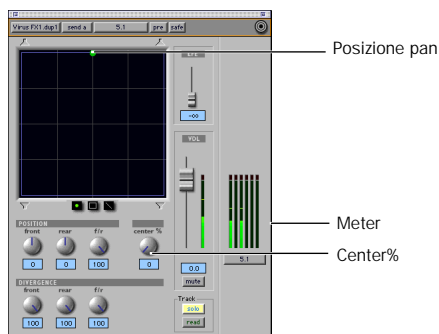 Virus FX1.dup1 send a 5.1 pre safe
Posizione pan
LFE
-∞
VOL
Meter
POSITION center %
front rear f/r
Center%
0 0 100 0
5.1
0.0
mute
DIVERGENCE
front rear f/r
100 100 100
Track
solo
read